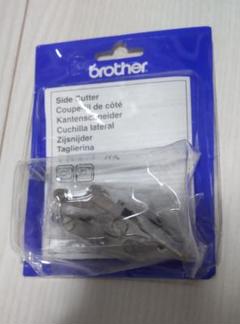 brother.
Side Cutter
Coupe-fil de côté
Kantenschneider
Cuchilla lateral
Zijsnijder
Taglierina